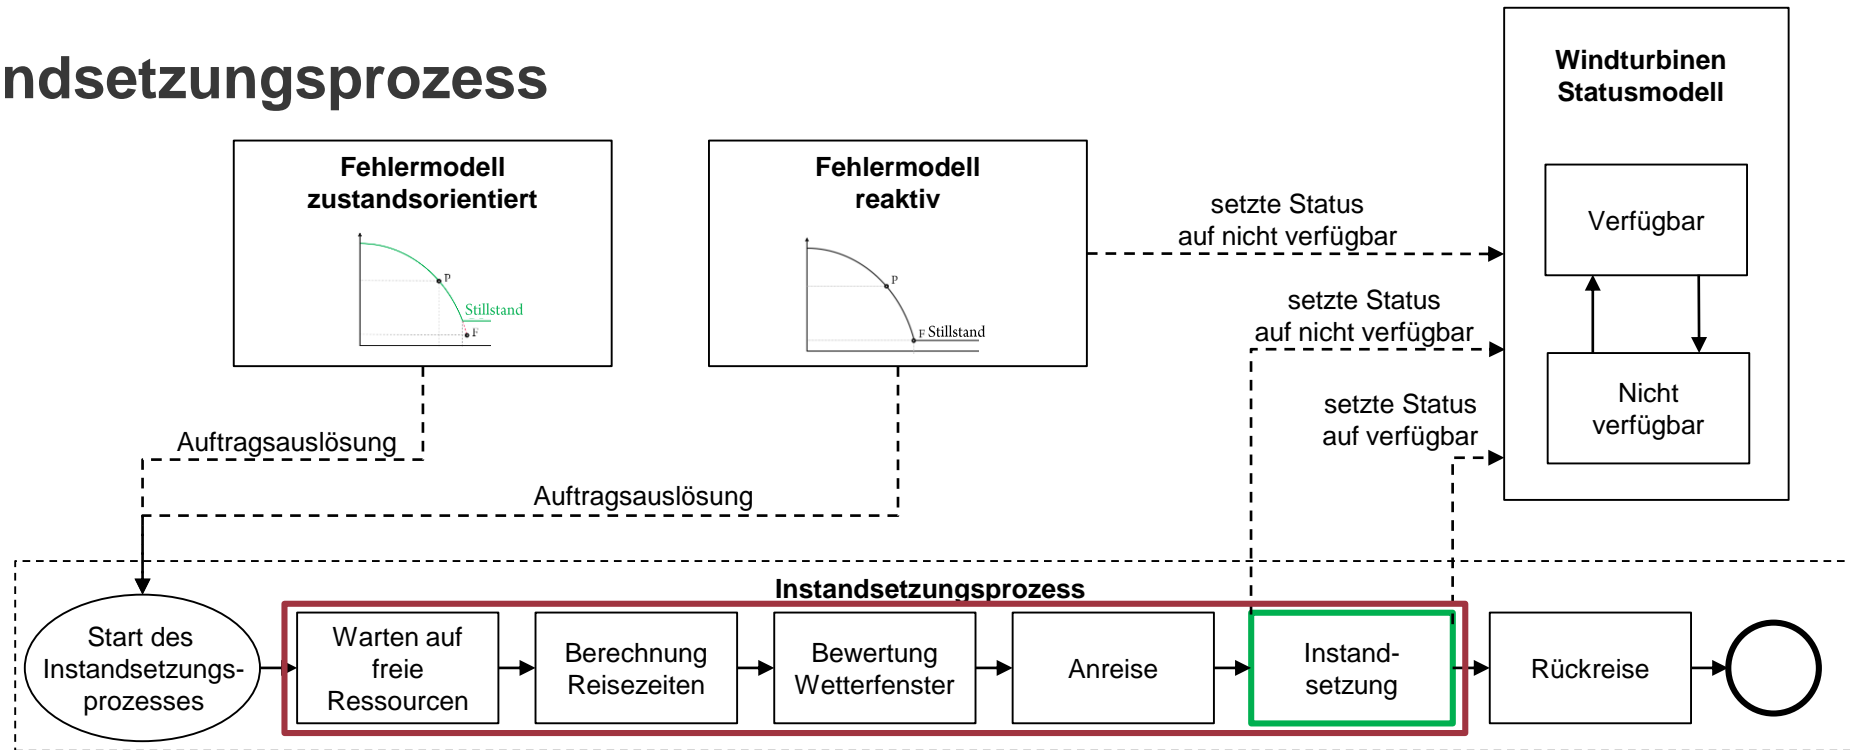 ndsetzungsprozess
Windturbinen
Statusmodell
Fehlermodell
zustandsorientiert
P
Stillstand
F
Fehlermodell
reaktiv
P
F Stillstand
setzte Status
auf nicht verfügbar
Verfügbar
setzte Status
auf nicht verfügbar
Nicht
verfügbar
setzte Status
auf verfügbar
Auftragsauslösung
Auftragsauslösung
Instandsetzungsprozess
Start des
Instandsetzungs-
prozesses
Warten auf
freie
Ressourcen
Berechnung
Reisezeiten
Bewertung
Wetterfenster
Anreise
Instand-
setzung
Rückreise